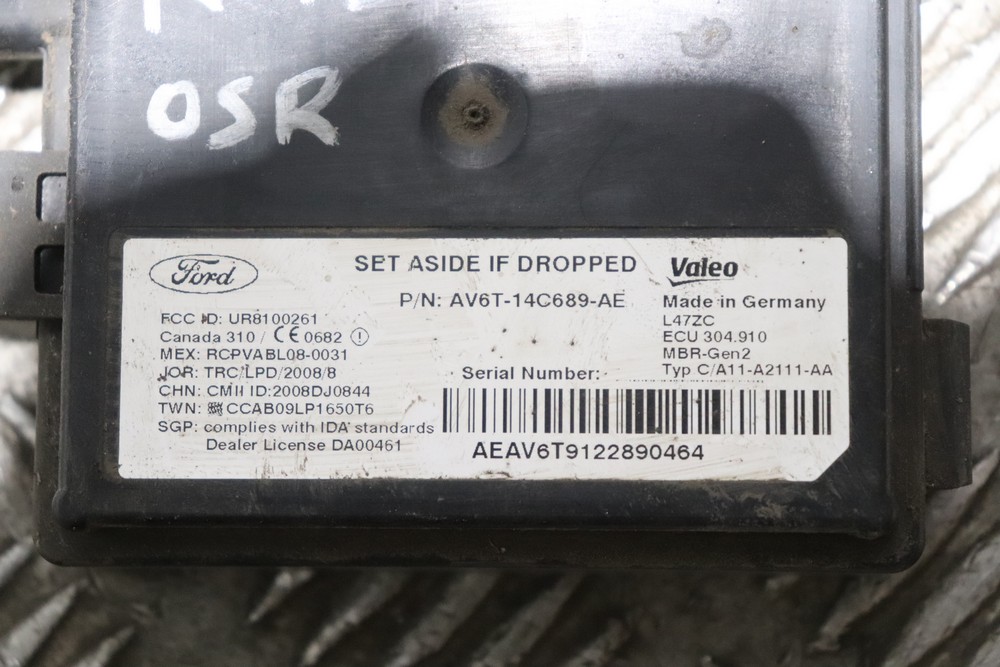 OSR
Ford
SET ASIDE IF DROPPED
Valeo
P/N: AV6T-14C689-AE
Made in Germany
L47ZC
ECU 304.910
MBR-Gen2
Typ C/A11-A2111-AA
FCC ID: UR8100261
Canada 310 / CE 0682
MEX: RCPVABL08-0031
JOR: TRC/LPD/2008/8
CHN: CMII ID:2008DJ0844
TWN: CCAB09LP1650T6
SGP: complies with IDA standards
Dealer License DA00461
Serial Number:
AEAV6T9122890464